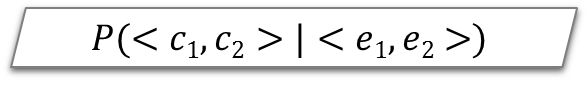 P(< c₁, c₂ > | < e₁, e₂ >)